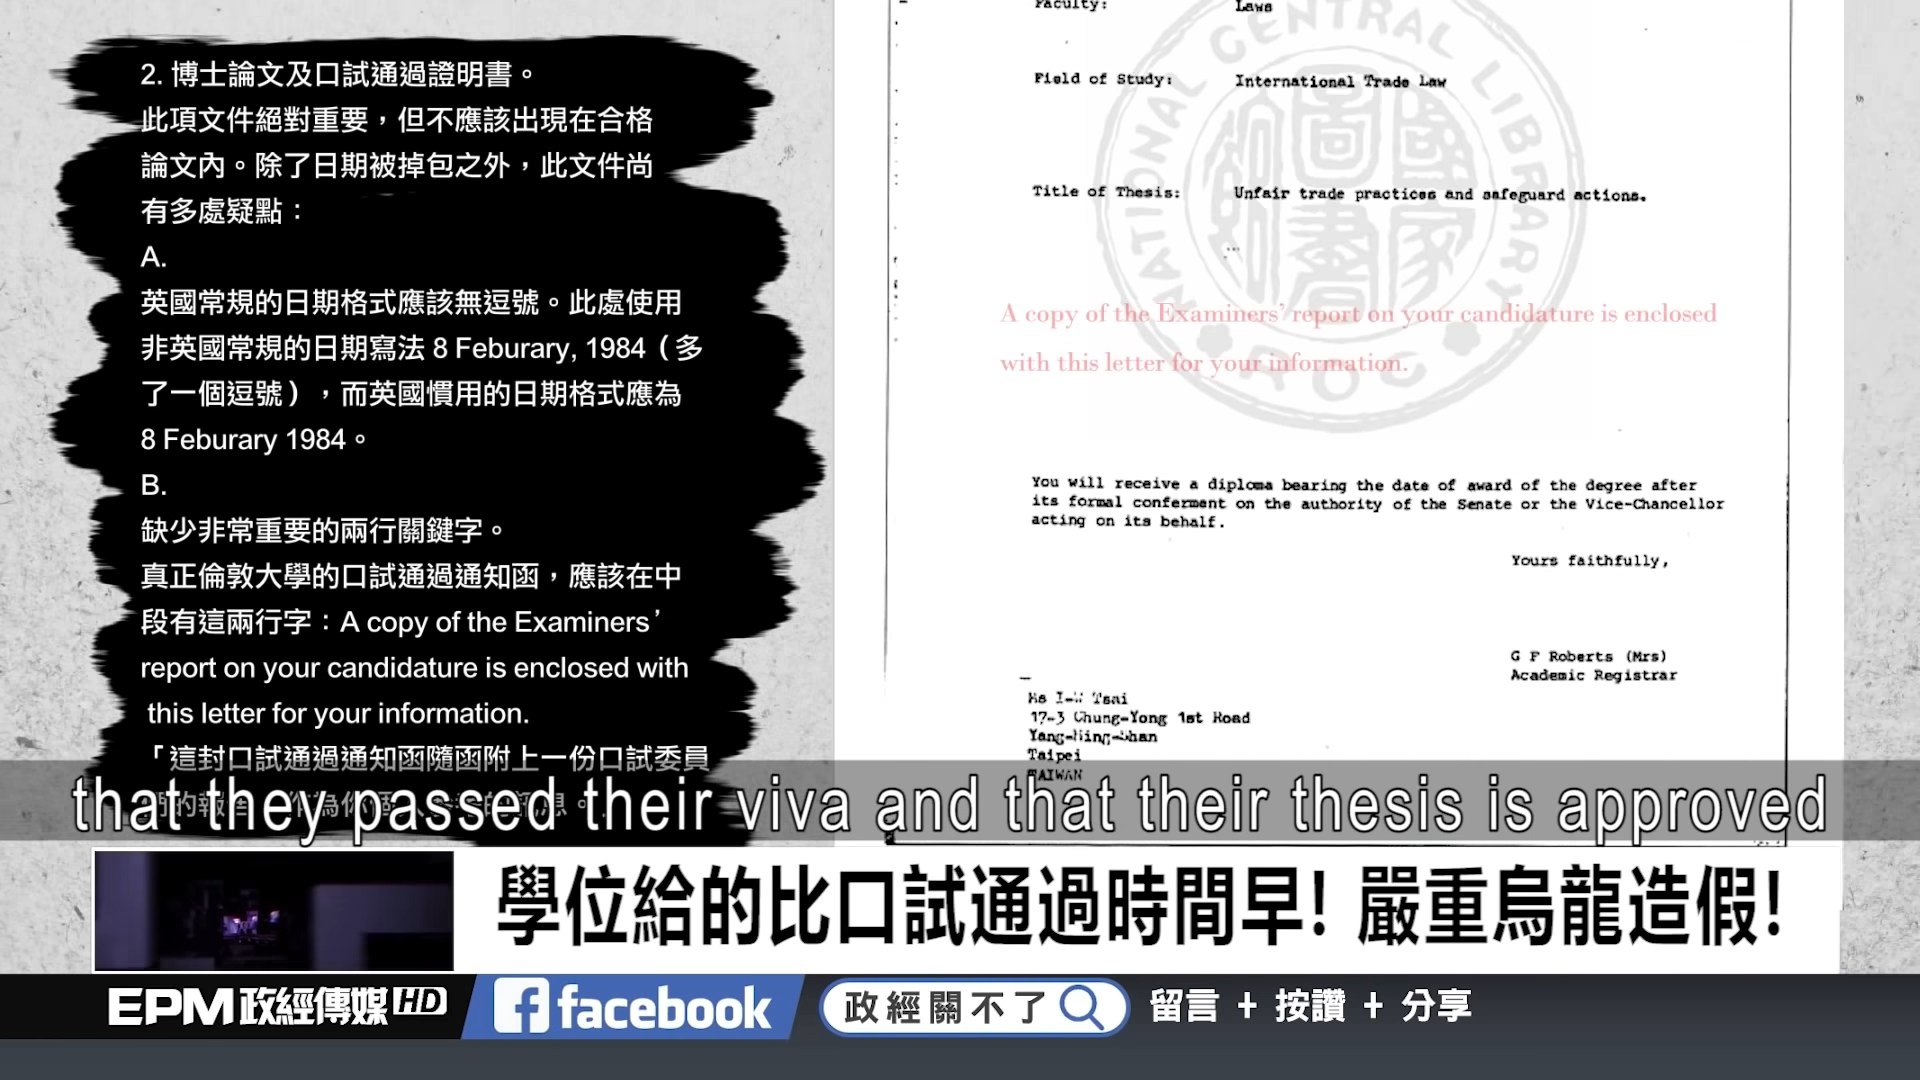 2. 博士論文及口試通過證明書。
此項文件絕對重要，但不應該出現在合格
論文內。除了日期被掉包之外，此文件尚
有多處疑點：
A.
英國常規的日期格式應該無逗號。此處使用
非英國常規的日期寫法 8 Feburary, 1984（多
了一個逗號），而英國慣用的日期格式應為
8 Feburary 1984。
B.
缺少非常重要的兩行關鍵字。
真正倫敦大學的口試通過通知函，應該在中
段有這兩行字：A copy of the Examiners’
report on your candidature is enclosed with
this letter for your information.
「這封口試通過通知函隨函附上一份口試委員
Faculty: Laws
Field of Study: International Trade Law
Title of Thesis: Unfair trade practices and safeguard actions.
NATIONAL CENTRAL LIBRARY
ROC
國家圖書館
A copy of the Examiners’ report on your candidature is enclosed
with this letter for your information.
You will receive a diploma bearing the date of award of the degree after
its formal conferment on the authority of the Senate or the Vice-Chancellor
acting on its behalf.
Yours faithfully,
G F Roberts (Mrs)
Academic Registrar
Ms I-W Tsai
17-3 Chung-Yong 1st Road
Yang-Ming-Shan
Taipei
TAIWAN
that they passed their viva and that their thesis is approved
學位給的比口試通過時間早! 嚴重烏龍造假!
EPM政經傳媒HD
facebook
政經關不了
留言 + 按讚 + 分享